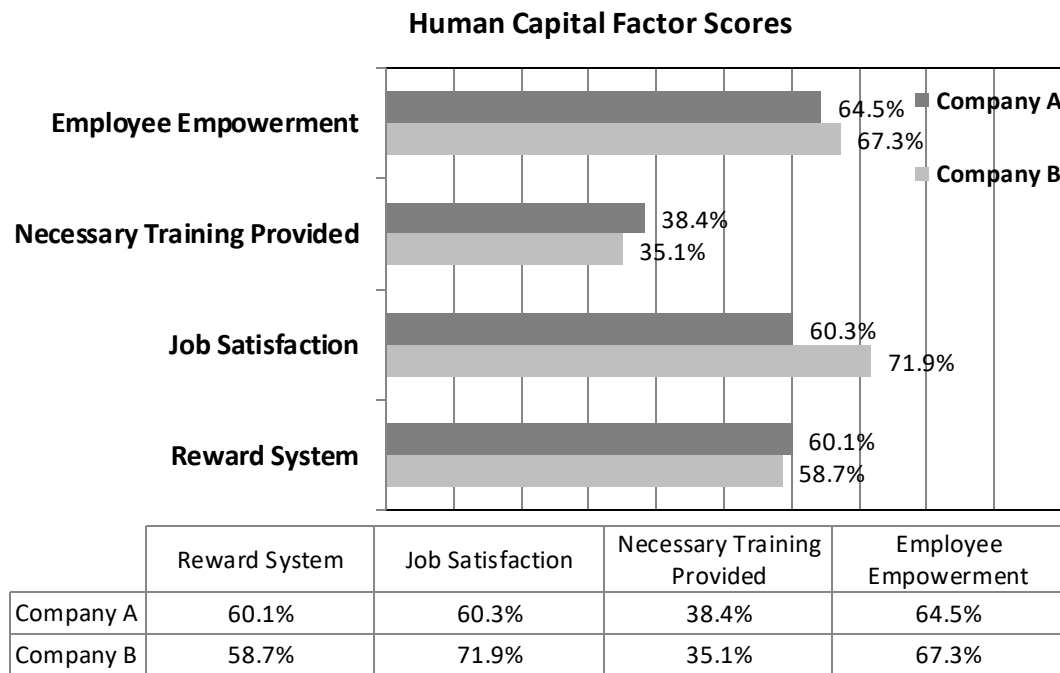 Human Capital Factor Scores
Employee Empowerment
64.5%
67.3%
Company A
Company B
Necessary Training Provided
38.4%
35.1%
Job Satisfaction
60.3%
71.9%
Reward System
60.1%
58.7%
Reward System Job Satisfaction Necessary Training Provided Employee Empowerment
Company A 60.1% 60.3% 38.4% 64.5%
Company B 58.7% 71.9% 35.1% 67.3%